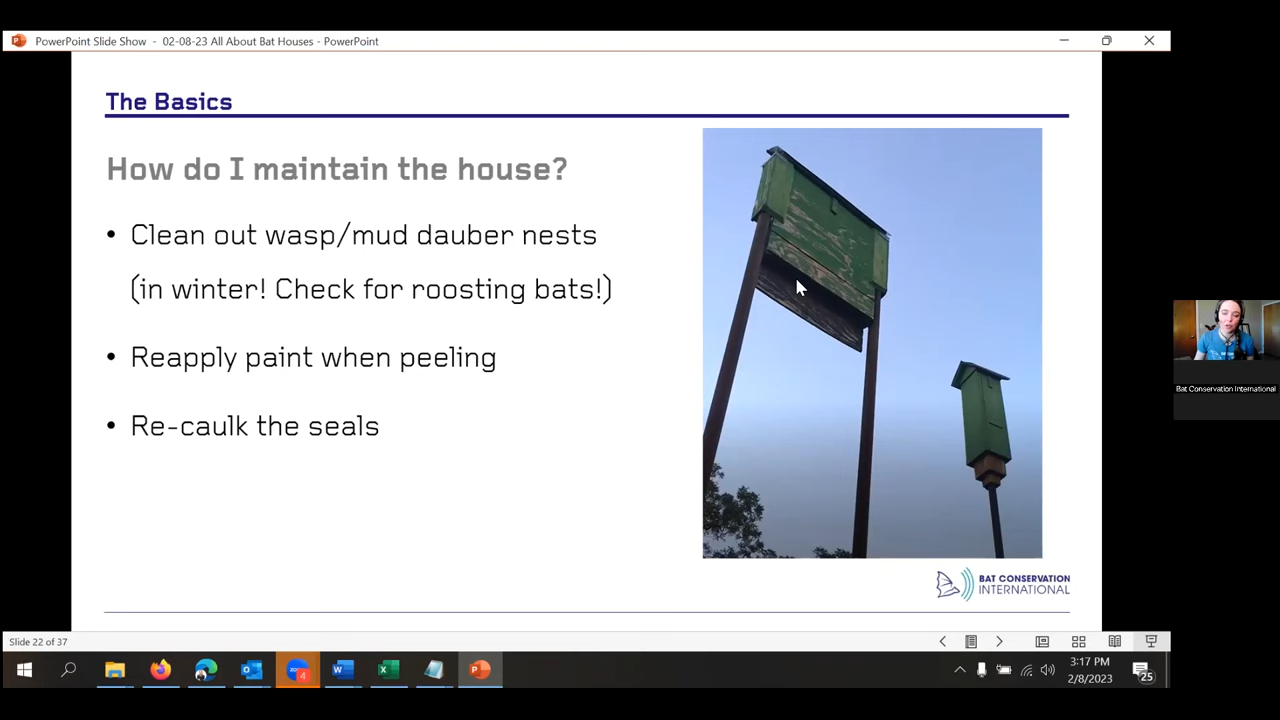 PowerPoint Slide Show - 02-08-23 All About Bat Houses - PowerPoint
The Basics
How do I maintain the house?
• Clean out wasp/mud dauber nests
(in winter! Check for roosting bats!)
• Reapply paint when peeling
• Re-caulk the seals
BAT CONSERVATION
INTERNATIONAL
Bat Conservation International
Slide 22 of 37
4
3:17 PM
2/8/2023
25